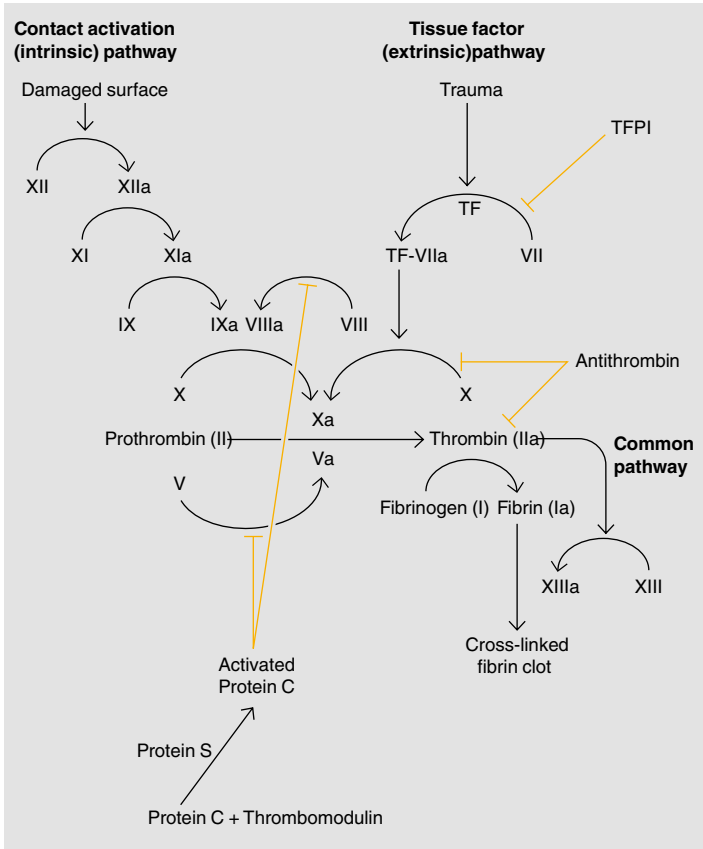 Contact activation
(intrinsic) pathway
Tissue factor
(extrinsic)pathway
Damaged surface
Trauma
TFPI
XII
XIIa
TF
XI
XIa
TF-VIIa
VII
IX
IXa
VIIIa
VIII
X
X
Antithrombin
Xa
Prothrombin (II)
Thrombin (IIa)
Common
pathway
Va
V
Fibrinogen (I)
Fibrin (Ia)
XIIIa
XIII
Cross-linked
fibrin clot
Activated
Protein C
Protein S
Protein C + Thrombomodulin